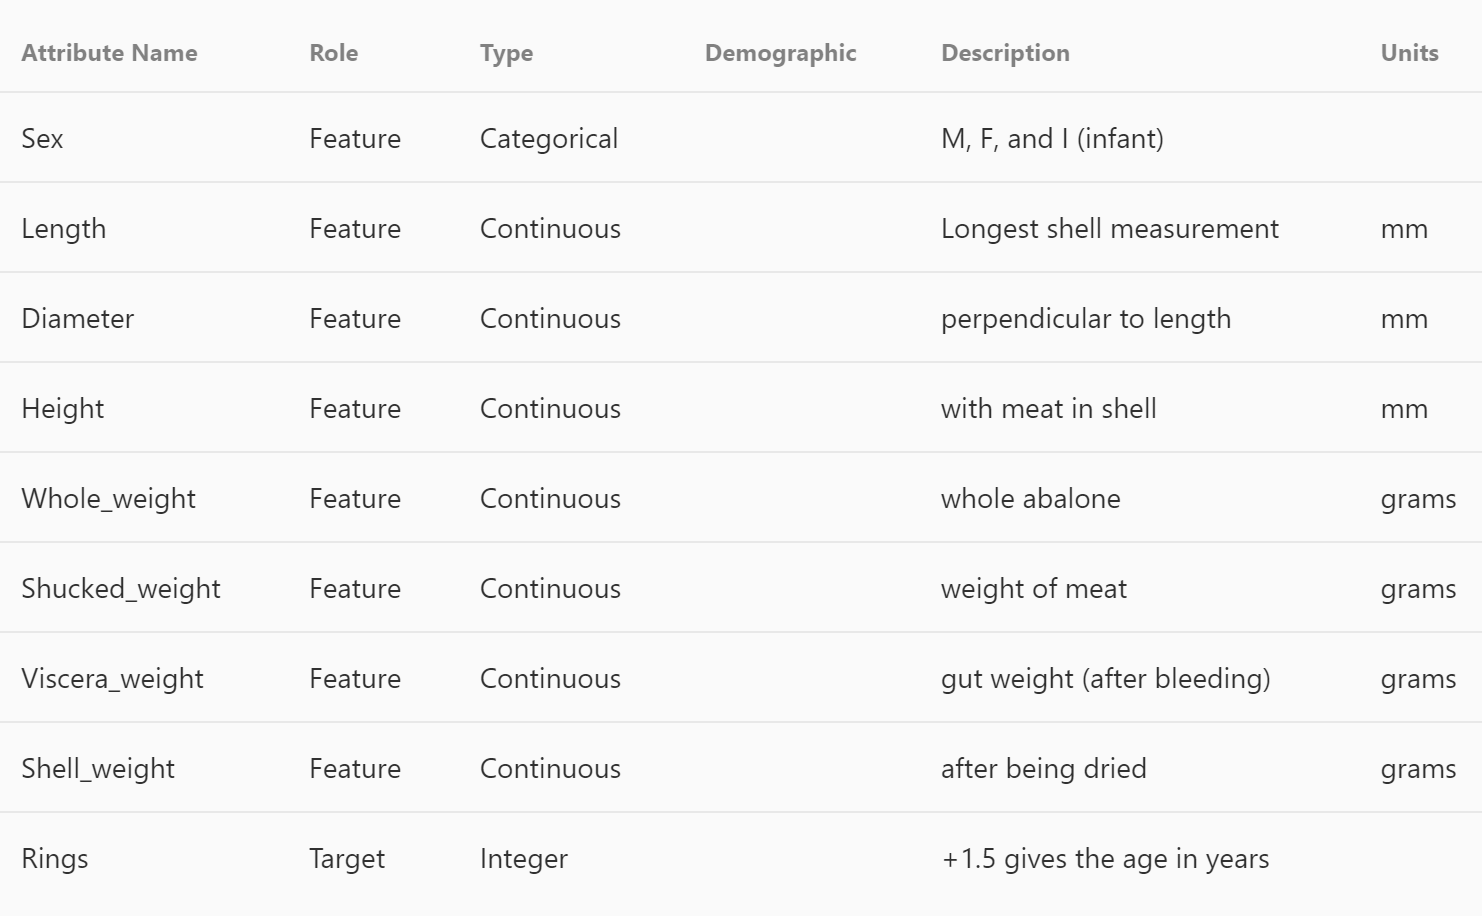 Attribute Name Role Type Demographic Description Units
Sex Feature Categorical M, F, and I (infant)
Length Feature Continuous Longest shell measurement mm
Diameter Feature Continuous perpendicular to length mm
Height Feature Continuous with meat in shell mm
Whole_weight Feature Continuous whole abalone grams
Shucked_weight Feature Continuous weight of meat grams
Viscera_weight Feature Continuous gut weight (after bleeding) grams
Shell_weight Feature Continuous after being dried grams
Rings Target Integer +1.5 gives the age in years